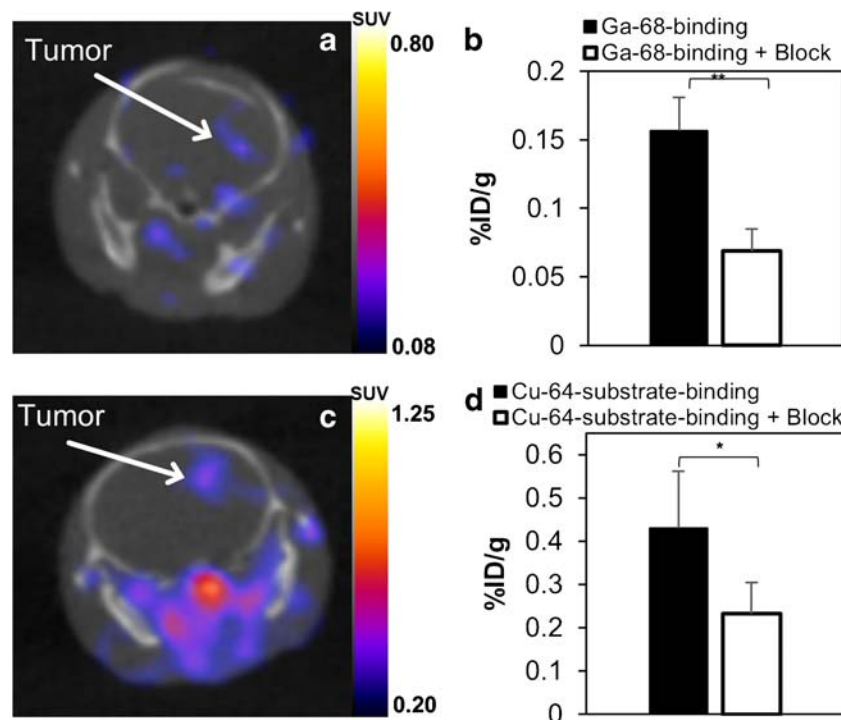 SUV
a
0.80
Tumor
0.08
b
Ga-68-binding
Ga-68-binding + Block
0.2
**
0.15
0.1
0.05
0
%ID/g
SUV
c
1.25
Tumor
0.20
d
Cu-64-substrate-binding
Cu-64-substrate-binding + Block
0.6
*
0.5
0.4
0.3
0.2
0.1
0
%ID/g